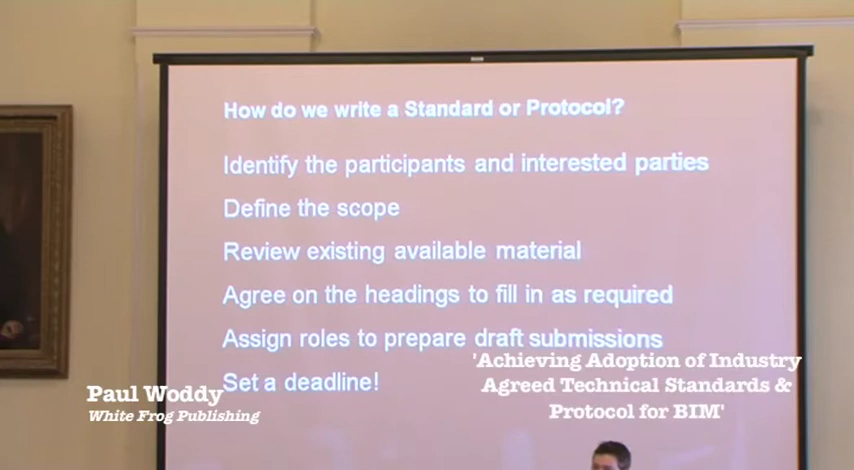 How do we write a Standard or Protocol?
Identify the participants and interested parties
Define the scope
Review existing available material
Agree on the headings to fill in as required
Assign roles to prepare draft submissions
Set a deadline!
'Achieving Adoption of Industry
Agreed Technical Standards &
Protocol for BIM'
Paul Woddy
White Frog Publishing